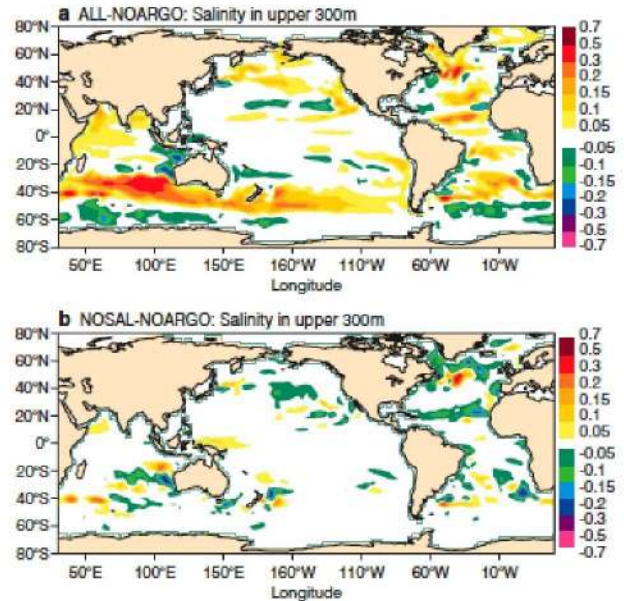 a ALL-NOARGO: Salinity in upper 300m
80°N
60°N
40°N
20°N
0°
20°S
40°S
60°S
80°S
50°E 100°E 150°E 160°W 110°W 60°W 10°W
Longitude
0.7
0.5
0.3
0.2
0.15
0.1
0.05
-0.05
-0.1
-0.15
-0.2
-0.3
-0.5
-0.7
b NOSAL-NOARGO: Salinity in upper 300m
80°N
60°N
40°N
20°N
0°
20°S
40°S
60°S
80°S
50°E 100°E 150°E 160°W 110°W 60°W 10°W
Longitude
0.7
0.5
0.3
0.2
0.15
0.1
0.05
-0.05
-0.1
-0.15
-0.2
-0.3
-0.5
-0.7